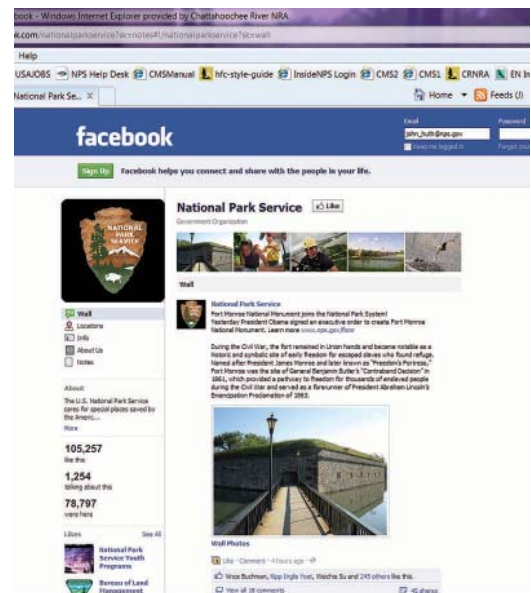 book - Windows Internet Explorer provided by Chattahoochee River NRA
k.com/nationalparkservice?sk=notes#!/nationalparkservice?sk=wall
Help
USAJOBS NPS Help Desk CMSManual hfc-style-guide InsideNPS Login CMS2 CMS1 CRNRA EN In
National Park Se... X
Home Feeds (J)
facebook
Email Password
john_huth@nps.gov
Keep me logged in Forgot your
Sign Up Facebook helps you connect and share with the people in your life.
NATIONAL PARK SERVICE
National Park Service Like
Government Organization
Wall
Wall
Locations
Info
About Us
Notes
About
The U.S. National Park Service
cares for special places saved by
the Americ...
More
105,257
like this
1,254
talking about this
78,797
were here
Likes See All
National Park
Service Youth
Programs
Bureau of Land
Management
National Park Service
Fort Monroe National Monument joins the National Park System!
Yesterday President Obama signed an executive order to create Fort Monroe
National Monument. Learn more www.nps.gov/fomr
During the Civil War, the fort remained in Union hands and became notable as a
historic and symbolic site of early freedom for escaped slaves who found refuge.
Named after President James Monroe and later known as "Freedom's Fortress,"
Fort Monroe was the site of General Benjamin Butler's "Contraband Decision" in
1861, which provided a pathway to freedom for thousands of enslaved people
during the Civil War and served as a forerunner of President Abraham Lincoln's
Emancipation Proclamation of 1863.
Wall Photos
Like · Comment · 4 hours ago
Vince Buchman, Kipp Ingle Yoat, Weichie Su and 245 others like this.
View all 18 comments 41 shares